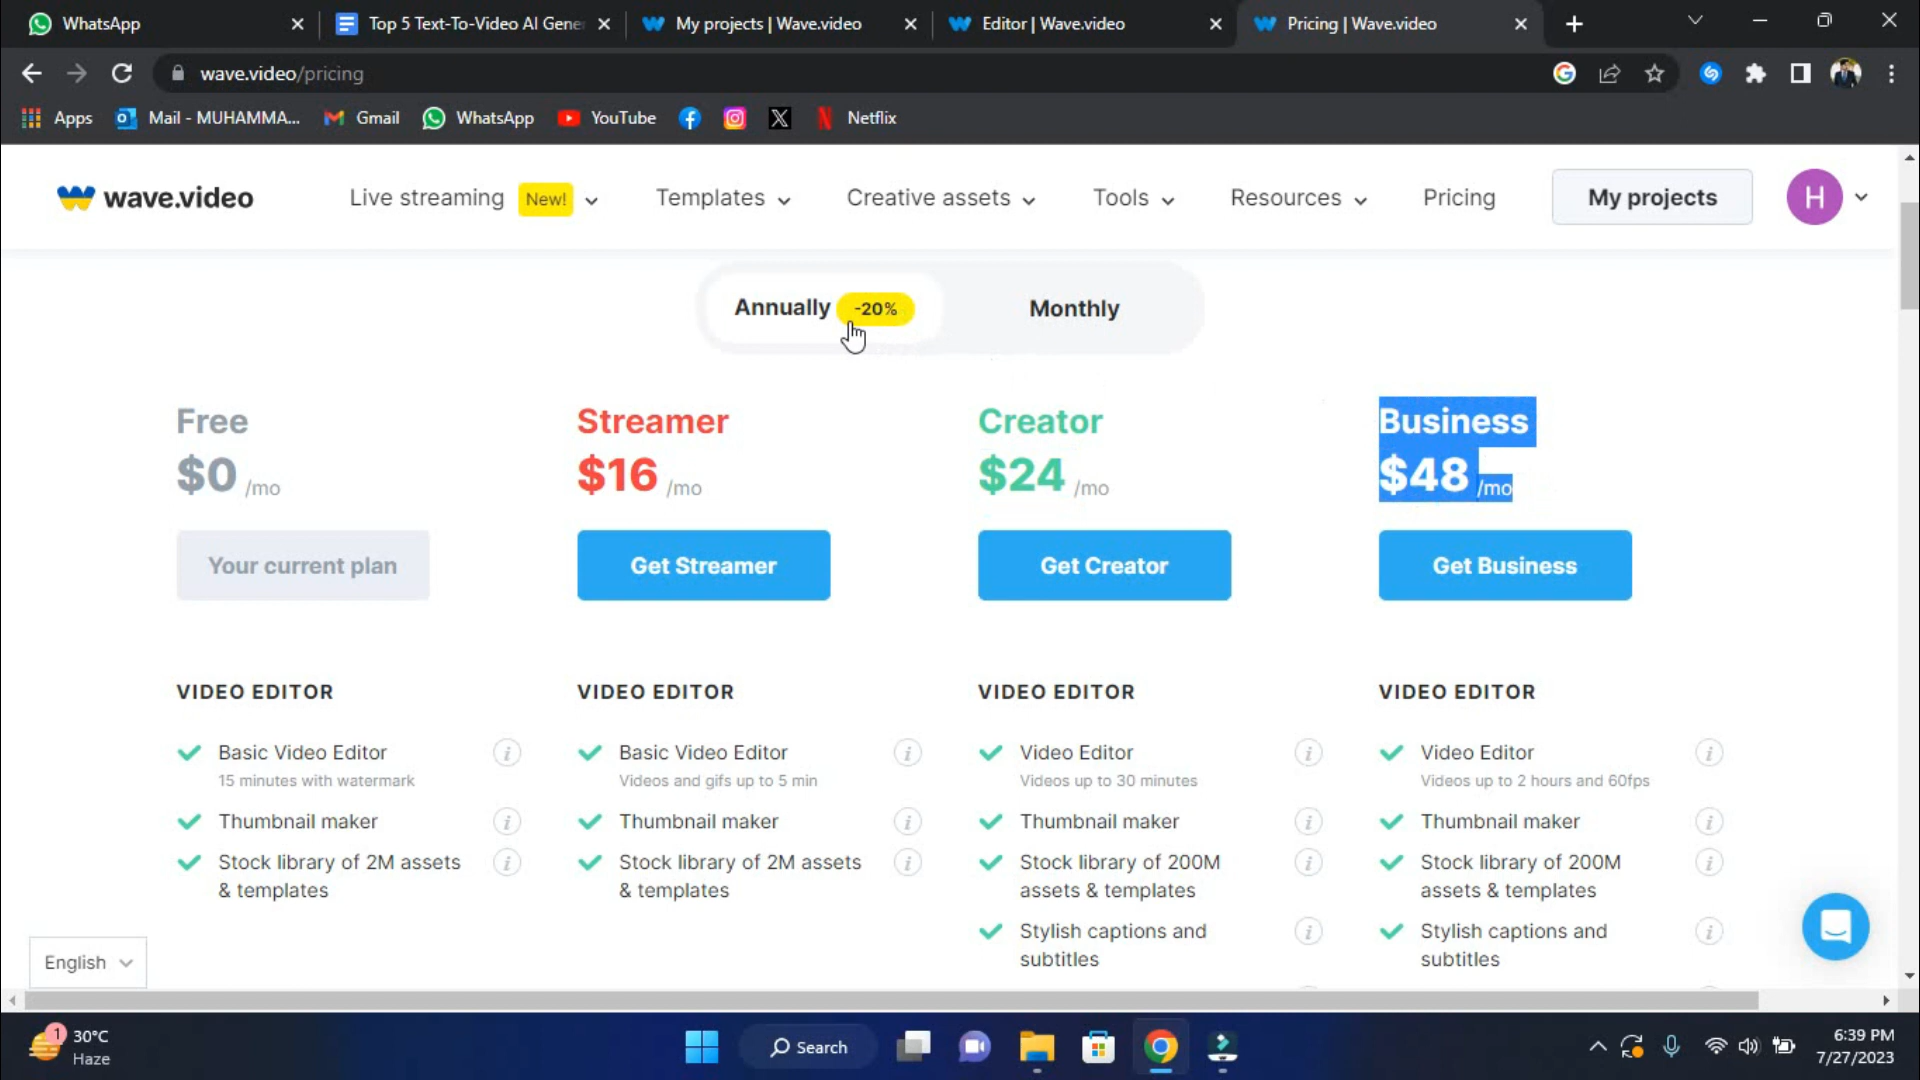 WhatsApp
Top 5 Text-To-Video AI Gene
My projects | Wave.video
Editor | Wave.video
Pricing | Wave.video
wave.video/pricing
Apps
Mail - MUHAMMA...
Gmail
WhatsApp
YouTube
Netflix
wave.video
Live streaming New!
Templates
Creative assets
Tools
Resources
Pricing
My projects
H
Annually -20%
Monthly
Free
$0 /mo
Your current plan
Streamer
$16 /mo
Get Streamer
Creator
$24 /mo
Get Creator
Business
$48 /mo
Get Business
VIDEO EDITOR
Basic Video Editor
15 minutes with watermark
Thumbnail maker
Stock library of 2M assets
& templates
VIDEO EDITOR
Basic Video Editor
Videos and gifs up to 5 min
Thumbnail maker
Stock library of 2M assets
& templates
VIDEO EDITOR
Video Editor
Videos up to 30 minutes
Thumbnail maker
Stock library of 200M
assets & templates
Stylish captions and
subtitles
VIDEO EDITOR
Video Editor
Videos up to 2 hours and 60fps
Thumbnail maker
Stock library of 200M
assets & templates
Stylish captions and
subtitles
English
1
30°C
Haze
Search
6:39 PM
7/27/2023